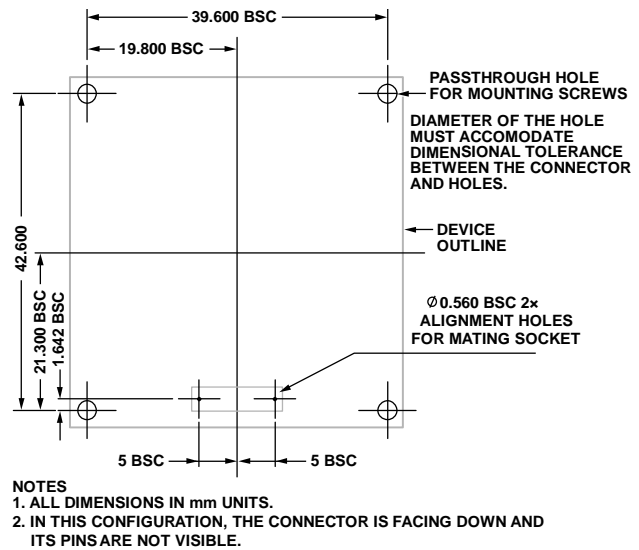 39.600 BSC
19.800 BSC
PASSTHROUGH HOLE
FOR MOUNTING SCREWS
DIAMETER OF THE HOLE
MUST ACCOMODATE
DIMENSIONAL TOLERANCE
BETWEEN THE CONNECTOR
AND HOLES.
42.600
DEVICE
OUTLINE
21.300 BSC
1.642 BSC
Ø0.560 BSC 2×
ALIGNMENT HOLES
FOR MATING SOCKET
5 BSC
5 BSC
NOTES
1. ALL DIMENSIONS IN mm UNITS.
2. IN THIS CONFIGURATION, THE CONNECTOR IS FACING DOWN AND
ITS PINS ARE NOT VISIBLE.